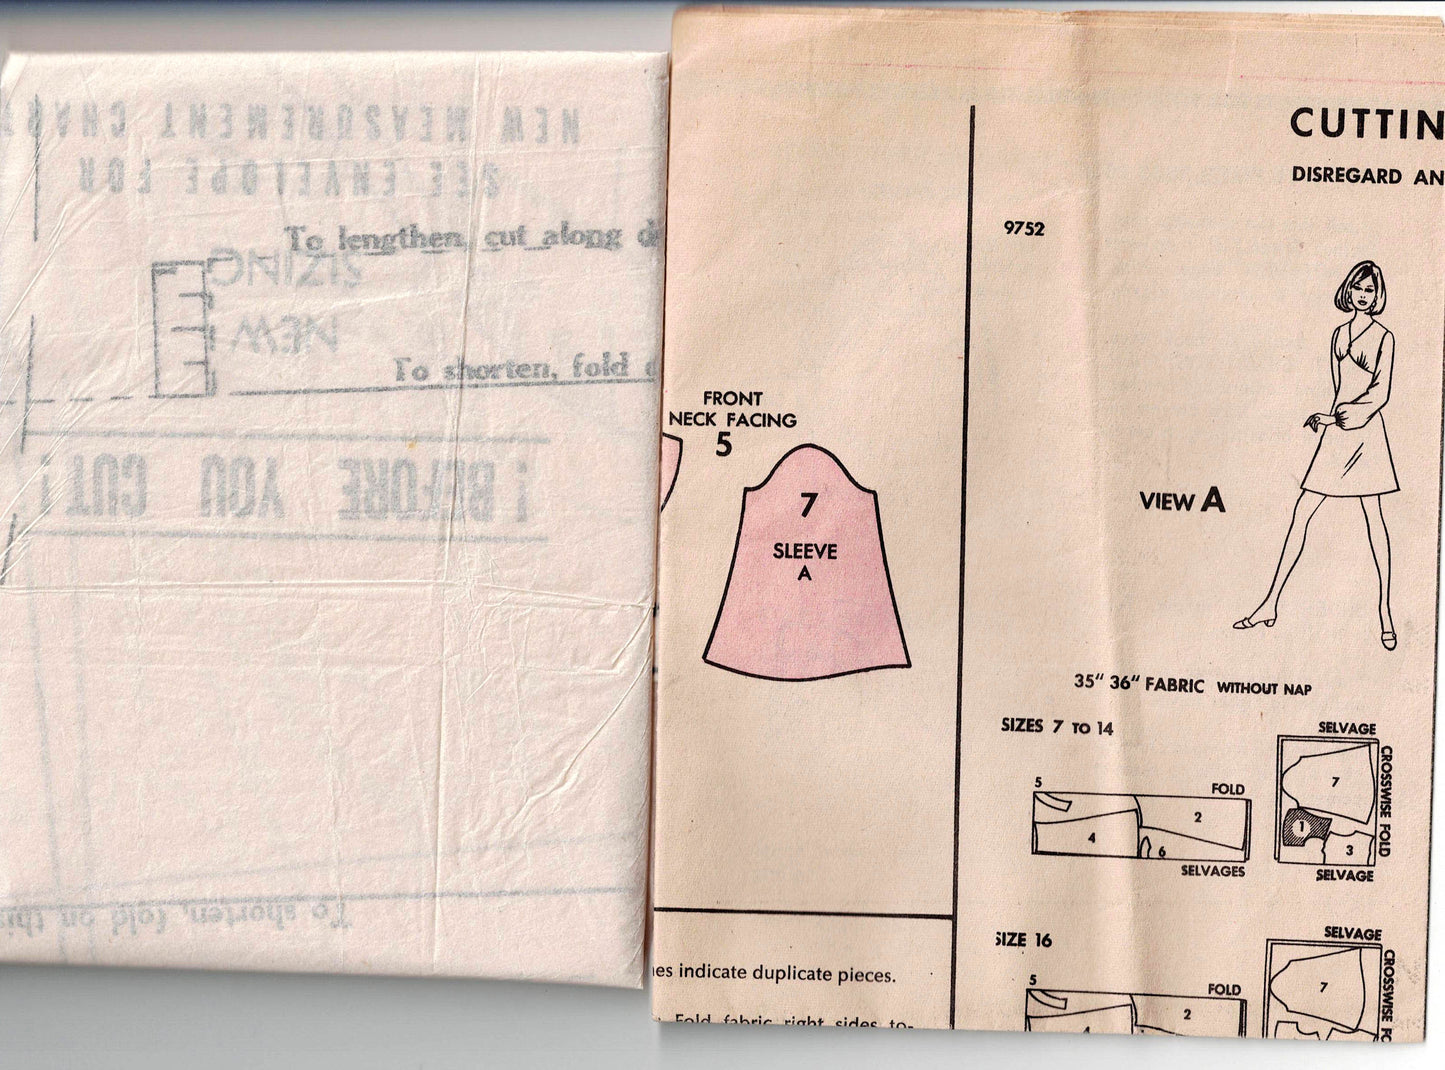 NEW MEASUREMENT CHART
SEE ENVELOPE FOR
To lengthen, cut along
NEW
SIZING
To shorten, fold
! BEFORE YOU CUT !
To shorten, fold on this
FRONT
NECK FACING
5
7
SLEEVE
A
es indicate duplicate pieces.
Fold fabric right sides to-
CUTTIN
DISREGARD AN
9752
VIEW A
35" 36" FABRIC WITHOUT NAP
SIZES 7 TO 14
5
FOLD
2
4
6
SELVAGES
SELVAGE
7
1
3
CROSSWISE FOLD
SELVAGE
SIZE 16
5
FOLD
2
4
SELVAGE
7
CROSSWISE FO